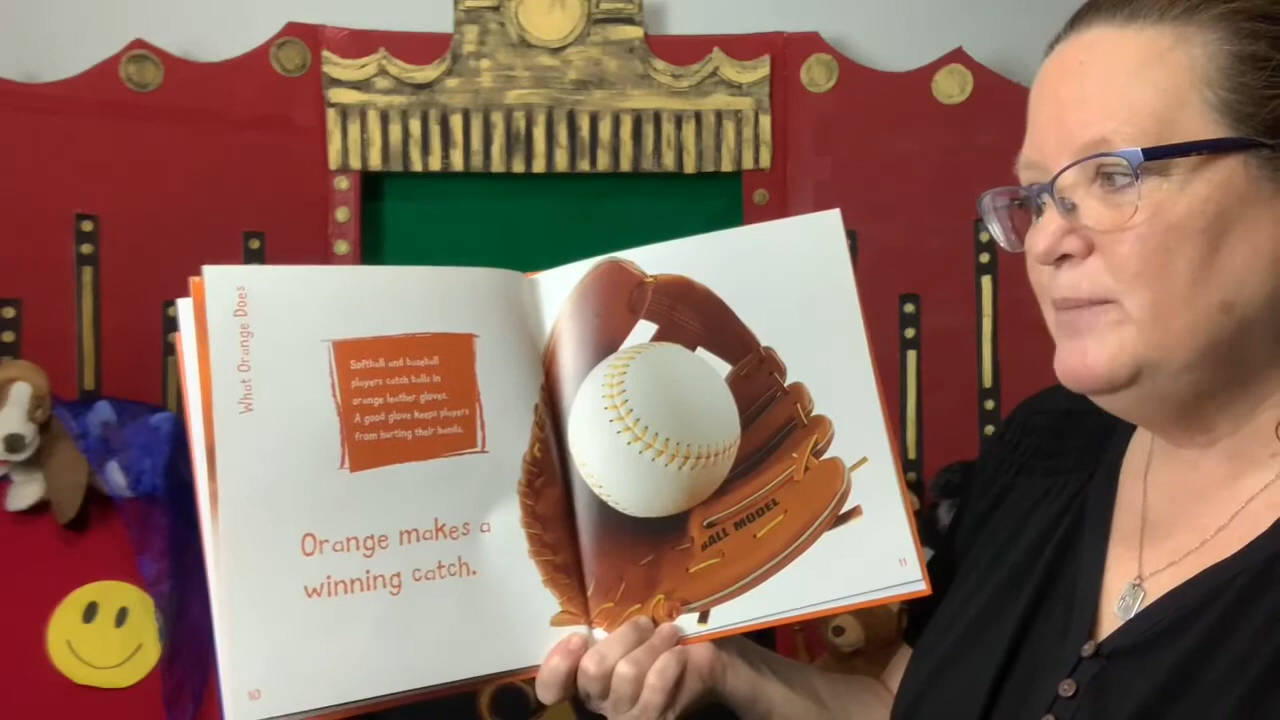 What Orange Does
Softball and baseball
players catch balls in
orange leather gloves.
A good glove keeps players
from hurting their hands.
Orange makes a
winning catch.
10
BALL MODEL
11